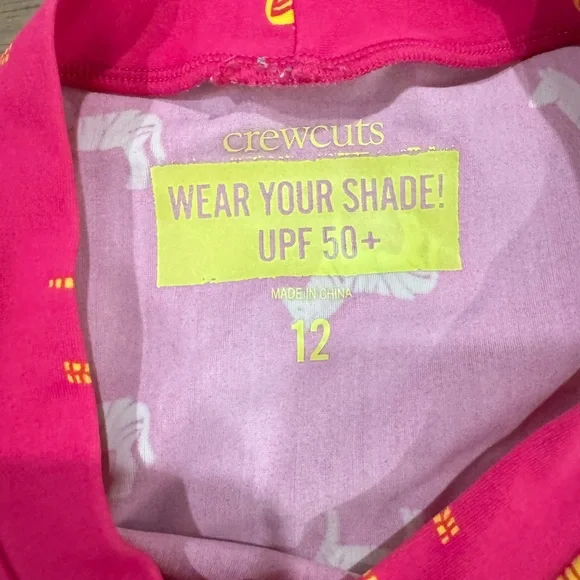 crewcuts
WEAR YOUR SHADE!
UPF 50+
MADE IN CHINA
12